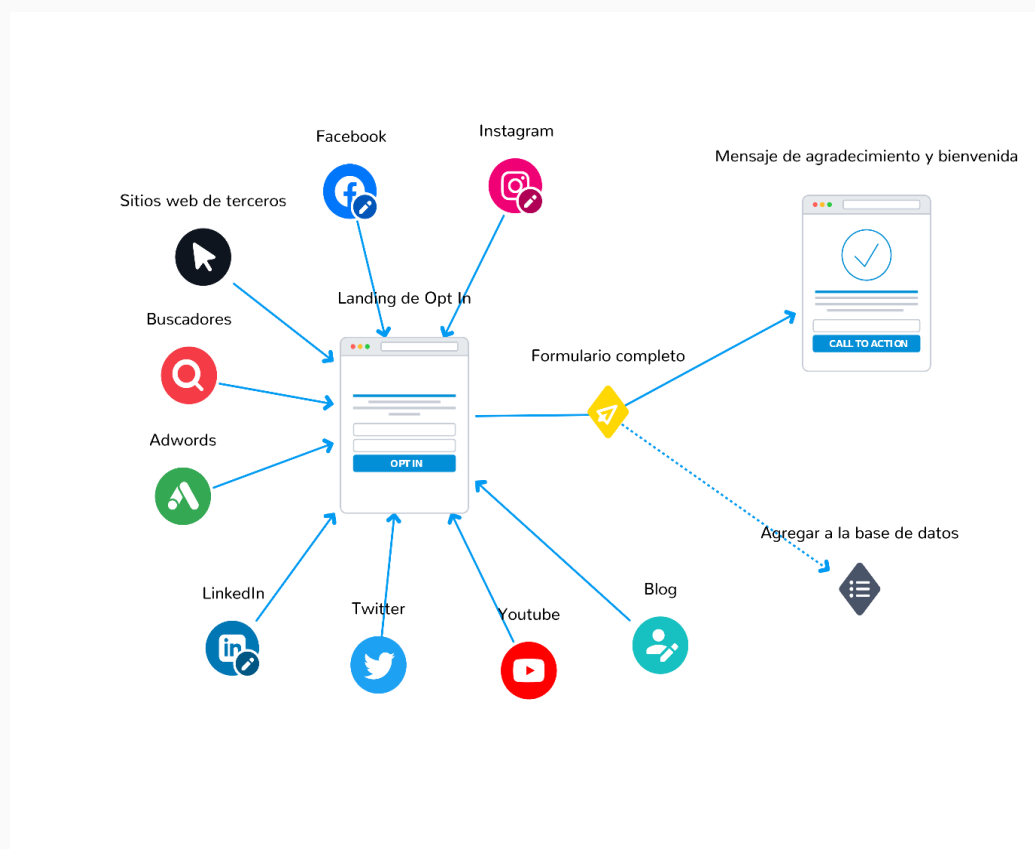 Facebook
Instagram
Mensaje de agradecimiento y bienvenida
Sitios web de terceros
Landing de Opt In
Buscadores
CALL TO ACTION
Formulario completo
Adwords
OPT IN
Agregar a la base de datos
LinkedIn
Twitter
Youtube
Blog
in